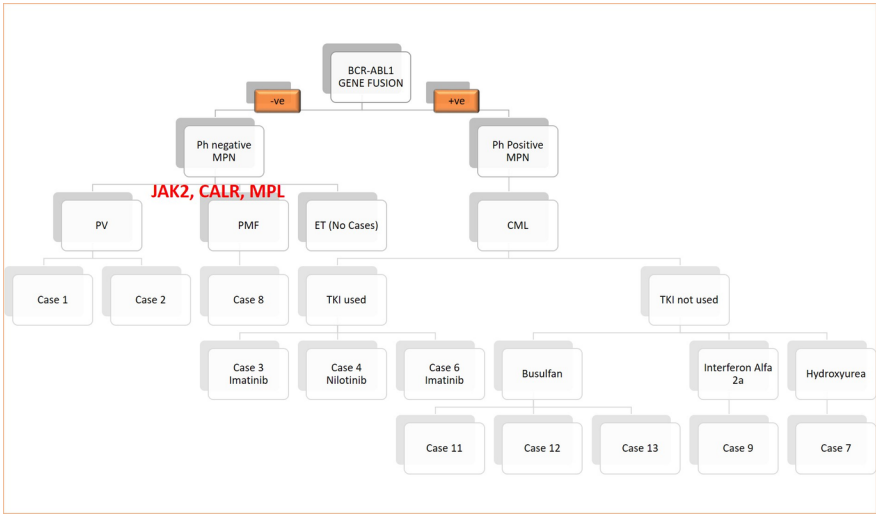 BCR-ABL1
GENE FUSION
-ve
+ve
Ph negative
MPN
Ph Positive
MPN
JAK2, CALR, MPL
PV
PMF
ET (No Cases)
CML
Case 1
Case 2
Case 8
TKI used
TKI not used
Case 3
Imatinib
Case 4
Nilotinib
Case 6
Imatinib
Busulfan
Interferon Alfa
2a
Hydroxyurea
Case 11
Case 12
Case 13
Case 9
Case 7